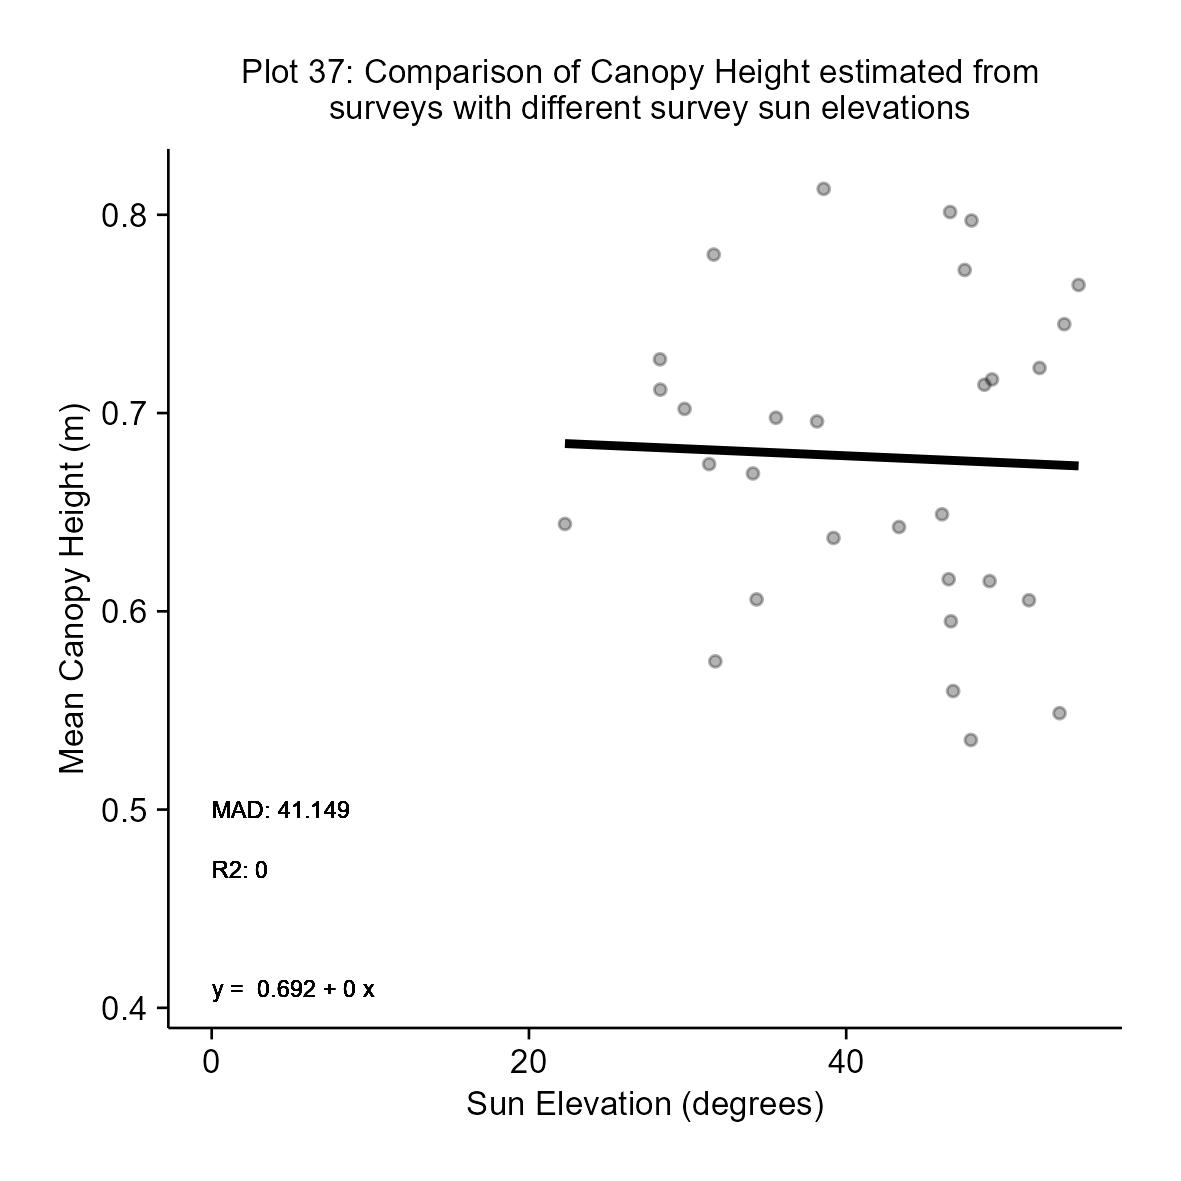 Plot 37: Comparison of Canopy Height estimated from
surveys with different survey sun elevations
Mean Canopy Height (m)
0.8
0.7
0.6
0.5
0.4
MAD: 41.149
R2: 0
y =  0.692 + 0 x
0
20
40
Sun Elevation (degrees)